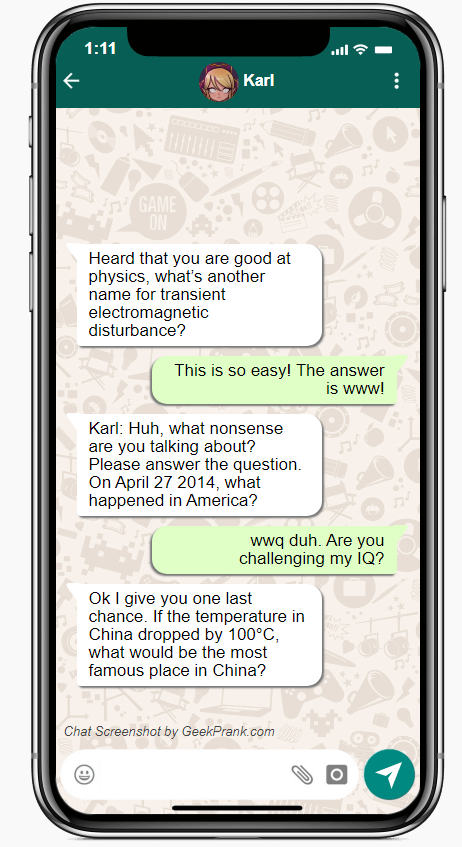 1:11
Karl
GAME
ON
Heard that you are good at
physics, what's another
name for transient
electromagnetic
disturbance?
This is so easy! The answer
is www!
Karl: Huh, what nonsense
are you talking about?
Please answer the question.
On April 27 2014, what
happened in America?
wwq duh. Are you
challenging my IQ?
Ok I give you one last
chance. If the temperature in
China dropped by 100°C,
what would be the most
famous place in China?
Chat Screenshot by GeekPrank.com